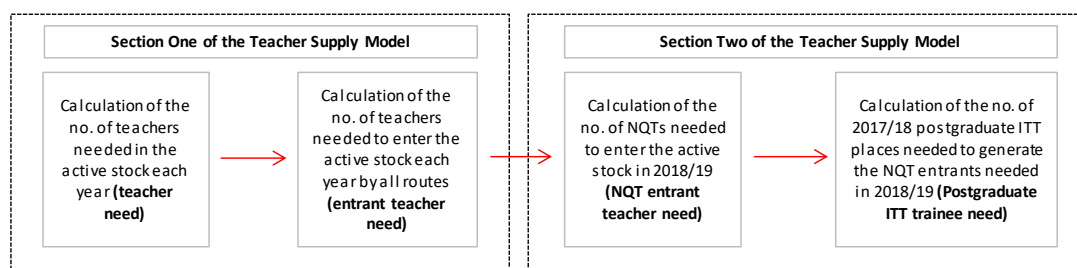 Section One of the Teacher Supply Model
Calculation of the
no. of teachers
needed in the
active stock each
year (teacher
need)
Calculation of the
no. of teachers
needed to enter the
active stock each
year by all routes
(entrant teacher
need)
Section Two of the Teacher Supply Model
Calculation of the
no. of NQTs needed
to enter the active
stock in 2018/19
(NQT entrant
teacher need)
Calculation of the no. of
2017/18 postgraduate ITT
places needed to generate
the NQT entrants needed
in 2018/19 (Postgraduate
ITT trainee need)